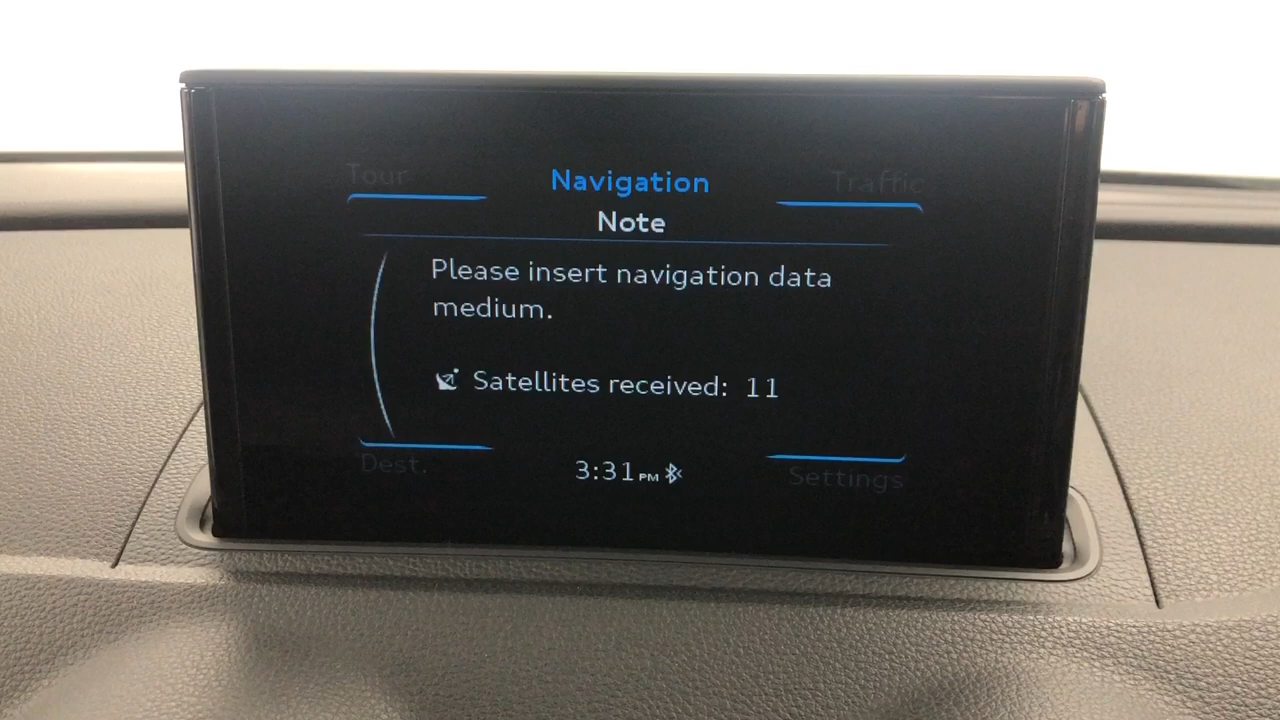 Tour
Navigation
Traffic
Note
Please insert navigation data
medium.
Satellites received: 11
Dest.
3:31 PM
Settings